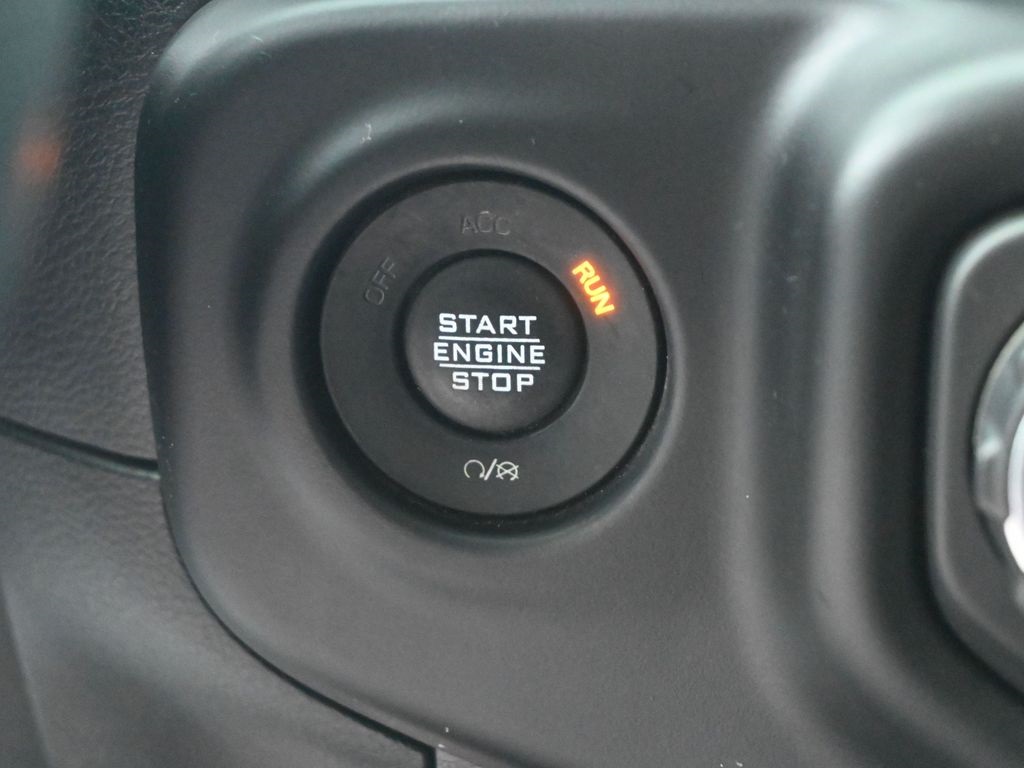 ACC
OFF
RUN
START
ENGINE
STOP